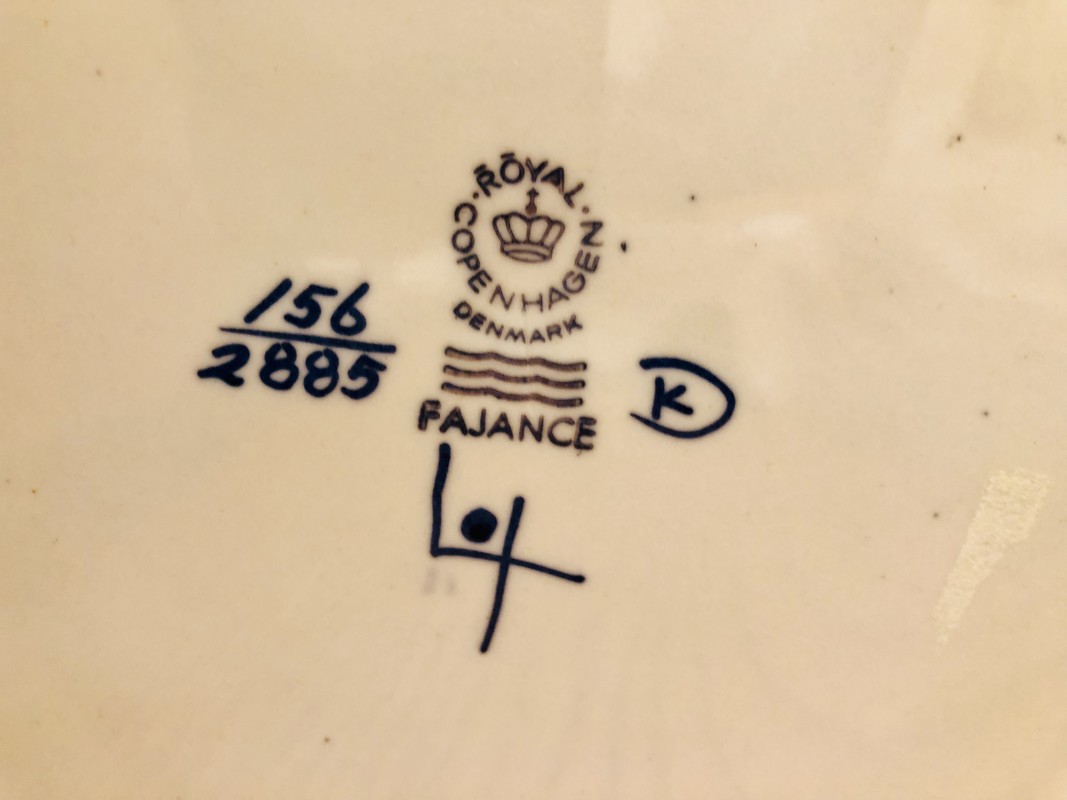 ROYAL
COPENHAGEN
DENMARK
156
2885
FAJANCE
K